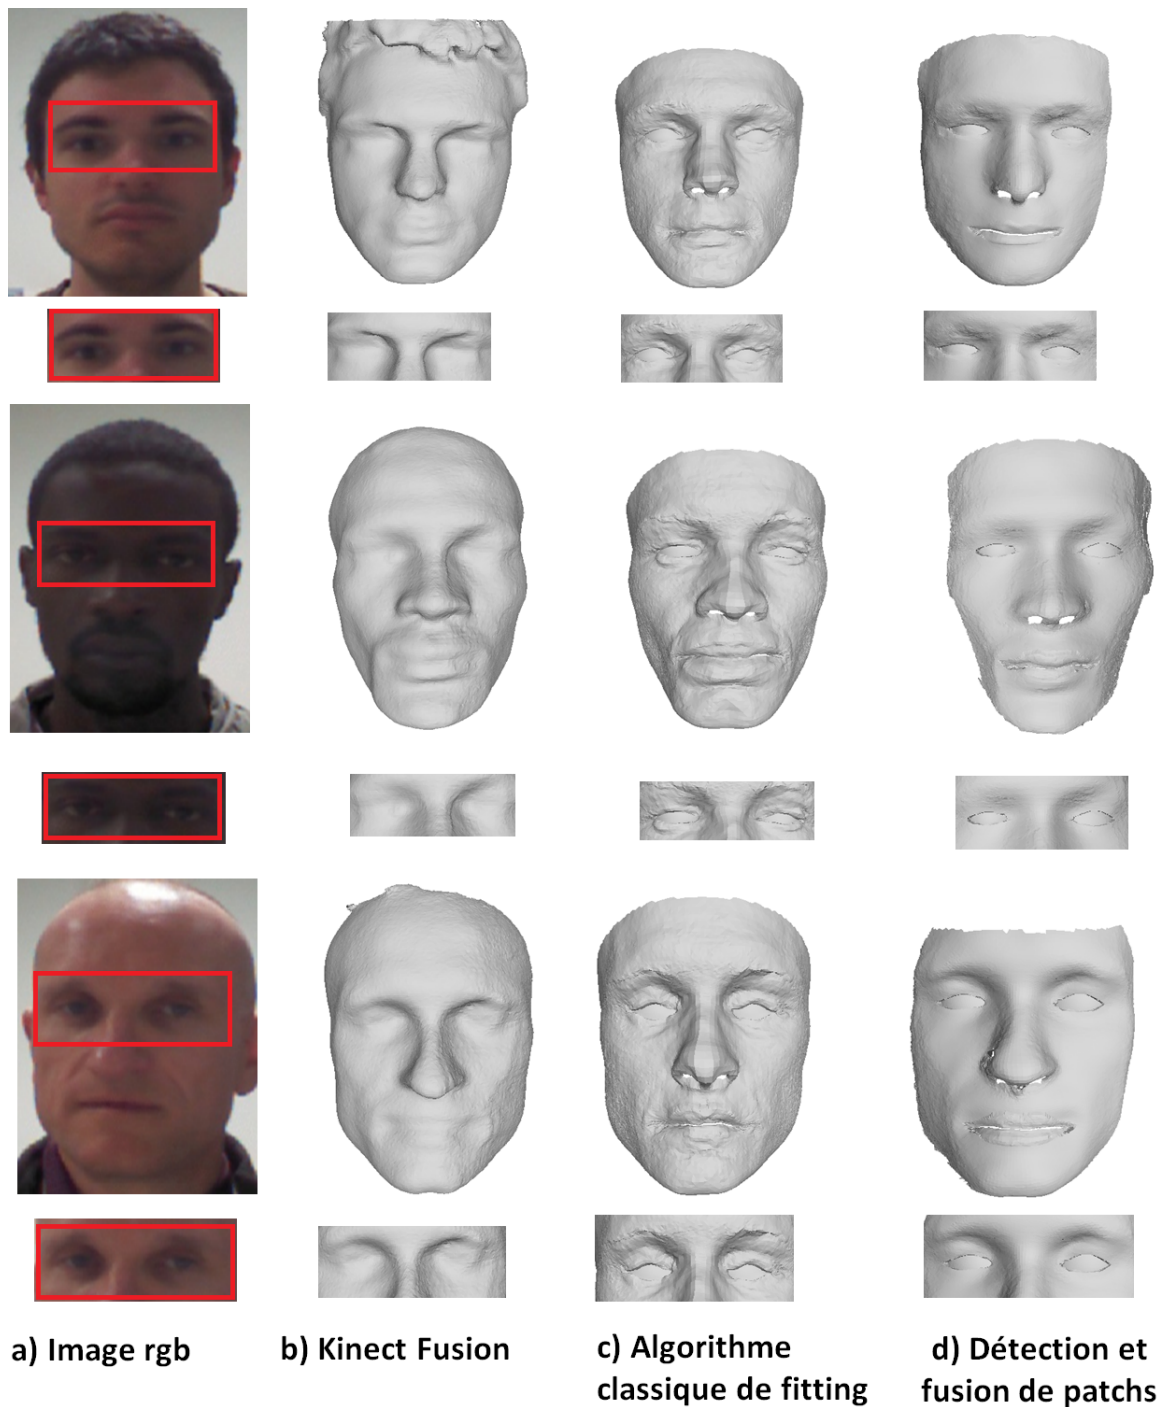 a) Image rgb
b) Kinect Fusion
c) Algorithme
classique de fitting
d) Détection et
fusion de patchs